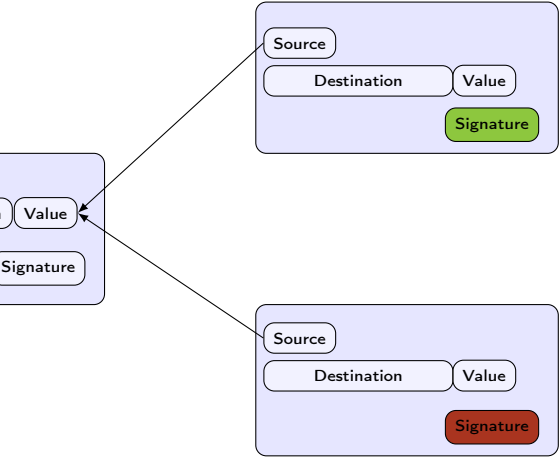 Source
Destination Value
Signature
Value
Signature
Source
Destination Value
Signature